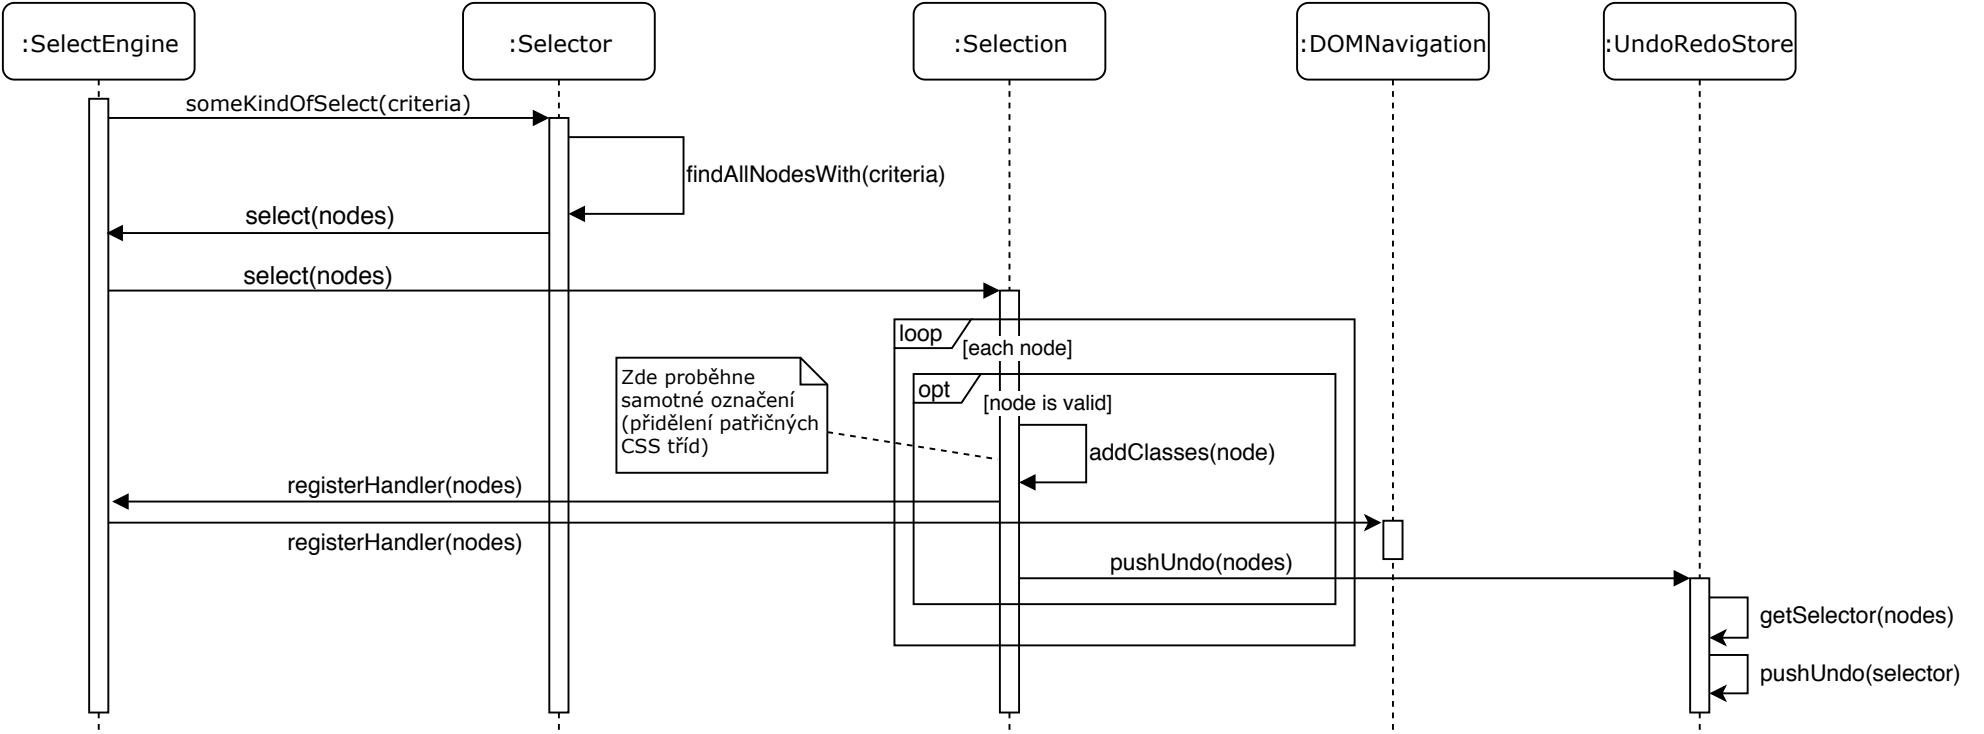 :SelectEngine
:Selector
:Selection
:DOMNavigation
:UndoRedoStore
someKindOfSelect(criteria)
findAllNodesWith(criteria)
select(nodes)
select(nodes)
loop
[each node]
Zde proběhne
samotné označení
(přidělení patřičných
CSS tříd)
opt
[node is valid]
addClasses(node)
registerHandler(nodes)
registerHandler(nodes)
pushUndo(nodes)
getSelector(nodes)
pushUndo(selector)